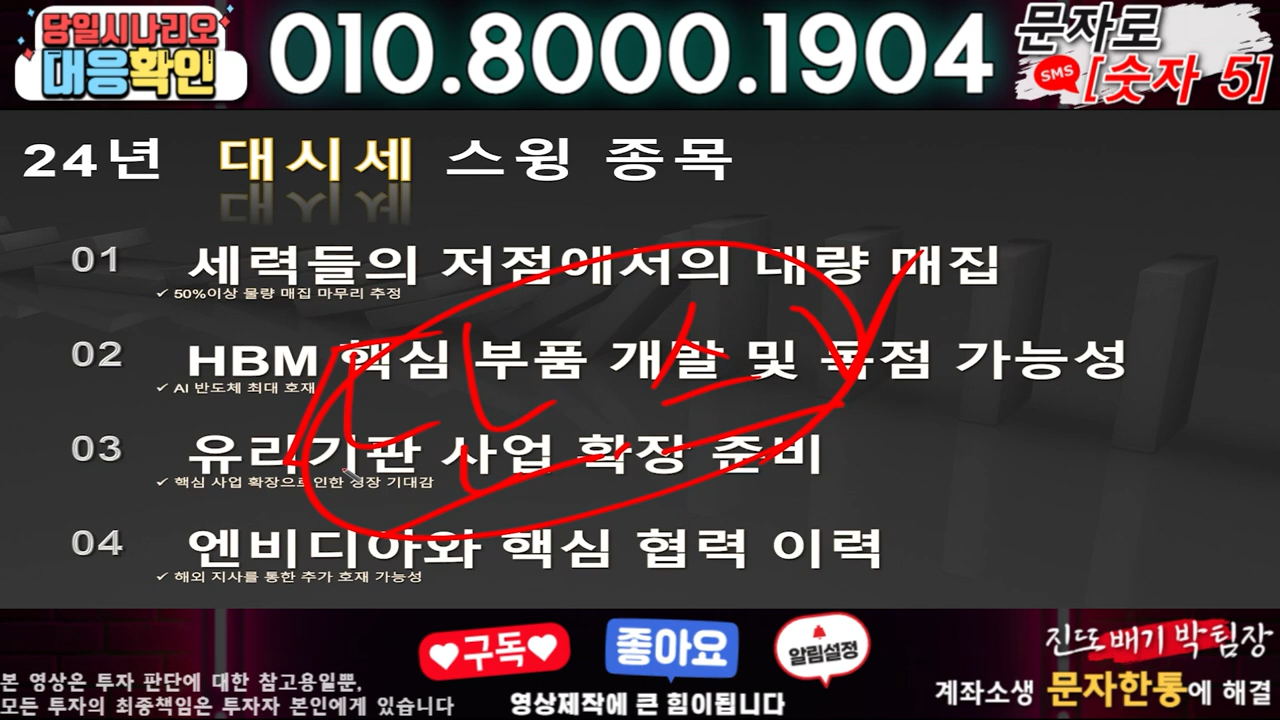 당일시나리오
대응확인
010.8000.1904
문자로
SMS [숫자 5]
24년 대시세 스윙 종목
01 세력들의 저점에서의 대량 매집
✓ 50%이상 물량 매집 마무리 추정
02 HBM 핵심 부품 개발 및 독점 가능성
✓ AI 반도체 최대 호재
03 유리기판 사업 확장 준비
✓ 핵심 사업 확장으로인한 성장 기대감
04 엔비디아와 핵심 협력 이력
✓ 해외 지사를 통한 추가 호재 가능성
구독
좋아요
알림설정
영상제작에 큰 힘이됩니다
본 영상은 투자 판단에 대한 참고용일뿐,
모든 투자의 최종책임은 투자자 본인에게 있습니다
진또배기 박팀장
계좌소생 문자한통에 해결